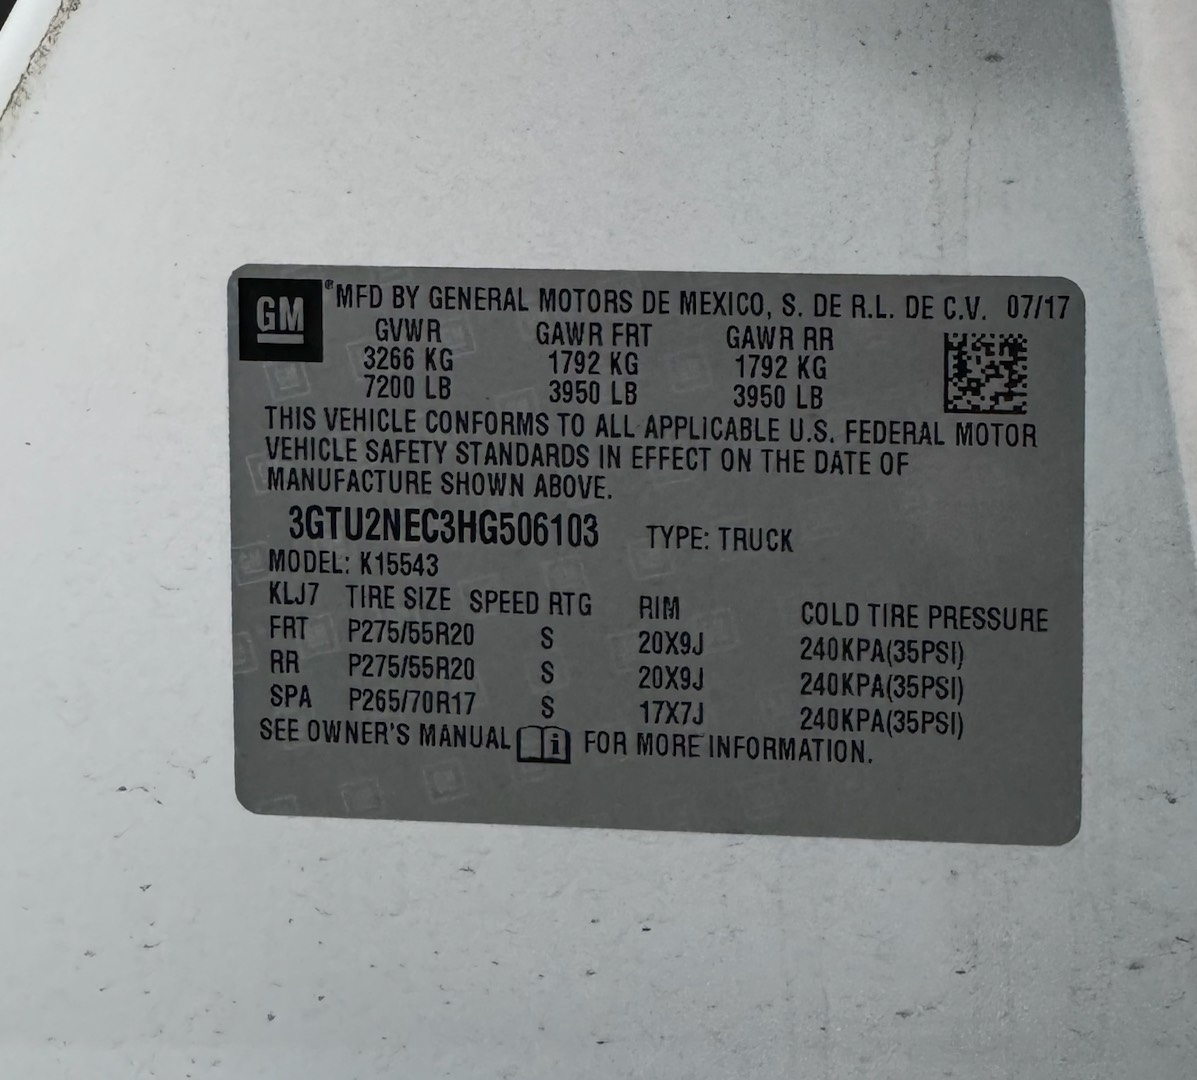 GM
®MFD BY GENERAL MOTORS DE MEXICO, S. DE R.L. DE C.V. 07/17
GVWR GAWR FRT GAWR RR
3266 KG 1792 KG 1792 KG
7200 LB 3950 LB 3950 LB
THIS VEHICLE CONFORMS TO ALL APPLICABLE U.S. FEDERAL MOTOR
VEHICLE SAFETY STANDARDS IN EFFECT ON THE DATE OF
MANUFACTURE SHOWN ABOVE.
3GTU2NEC3HG506103 TYPE: TRUCK
MODEL: K15543
KLJ7 TIRE SIZE SPEED RTG RIM COLD TIRE PRESSURE
FRT P275/55R20 S 20X9J 240KPA(35PSI)
RR P275/55R20 S 20X9J 240KPA(35PSI)
SPA P265/70R17 S 17X7J 240KPA(35PSI)
SEE OWNER'S MANUAL i FOR MORE INFORMATION.